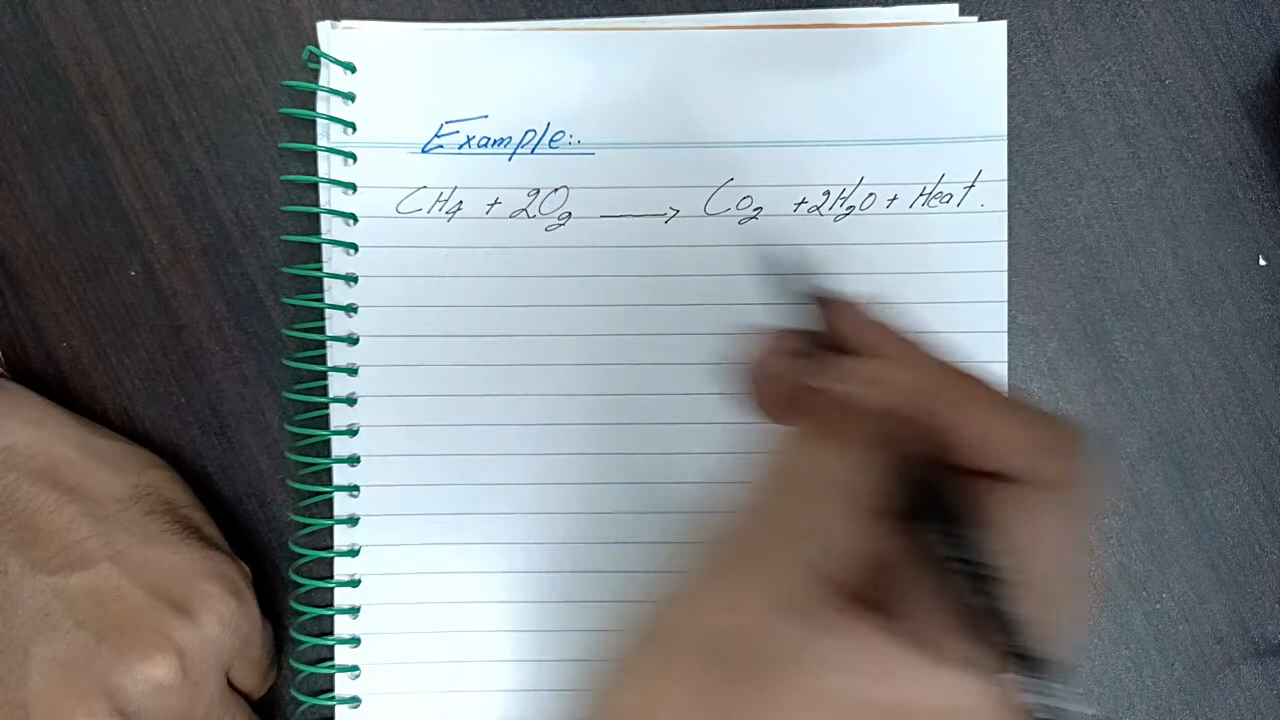 Example:-
CH4 + 2O2 → CO2 + 2H2O + Heat.